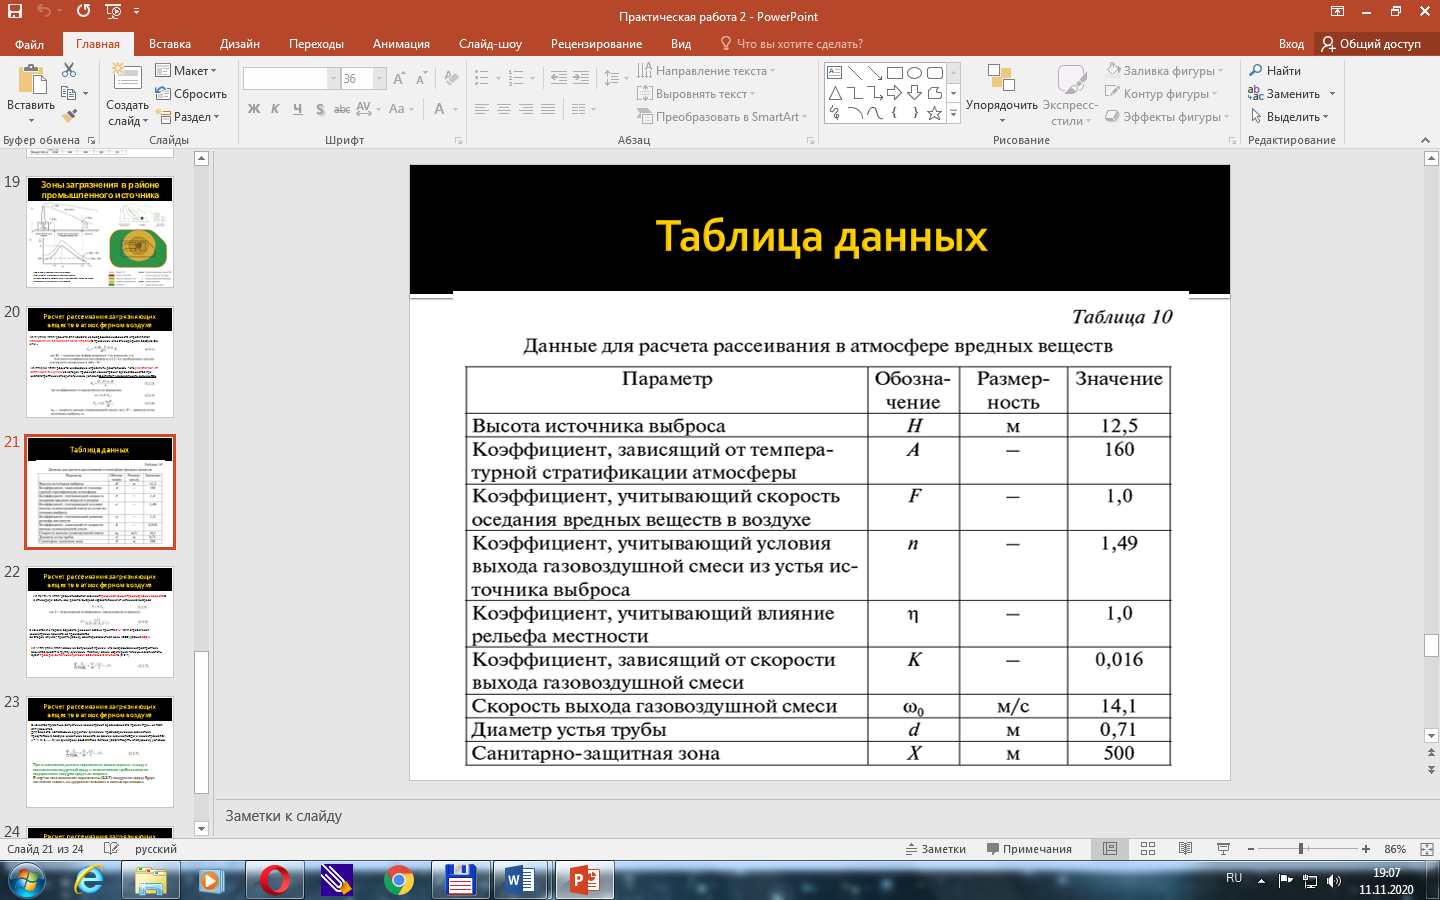 Практическая работа 2 - PowerPoint
Файл Главная Вставка Дизайн Переходы Анимация Слайд-шоу Рецензирование Вид Что вы хотите сделать? Вход Общий доступ
Вставить
Буфер обмена
Создать
слайд
Макет
Сбросить
Раздел
Слайды
36
Ж К Ч S abc AV Aa А
Шрифт
Направление текста
Выровнять текст
Преобразовать в SmartArt
Абзац
Упорядочить
Экспресс-
стили
Заливка фигуры
Контур фигуры
Эффекты фигуры
Рисование
Найти
Заменить
Выделить
Редактирование
19
Зоны загрязнения в районе
промышленного источника
20
Расчет рассеивания загрязняющих
веществ в атмосферном воздухе
21
Таблица данных
22
Расчет рассеивания загрязняющих
веществ в атмосферном воздухе
23
Расчет рассеивания загрязняющих
веществ в атмосферном воздухе
24
Расчет рассеивания загрязняющих
Таблица данных
Таблица 10
Данные для расчета рассеивания в атмосфере вредных веществ
Параметр Обозна- Размер- Значение
чение ность
Высота источника выброса H м 12,5
Коэффициент, зависящий от темпера- A – 160
турной стратификации атмосферы
Коэффициент, учитывающий скорость F – 1,0
оседания вредных веществ в воздухе
Коэффициент, учитывающий условия n – 1,49
выхода газовоздушной смеси из устья ис-
точника выброса
Коэффициент, учитывающий влияние η – 1,0
рельефа местности
Коэффициент, зависящий от скорости K – 0,016
выхода газовоздушной смеси
Скорость выхода газовоздушной смеси ω0 м/с 14,1
Диаметр устья трубы d м 0,71
Санитарно-защитная зона X м 500
Заметки к слайду
Слайд 21 из 24 русский Заметки Примечания 86%
RU 19:07
11.11.2020